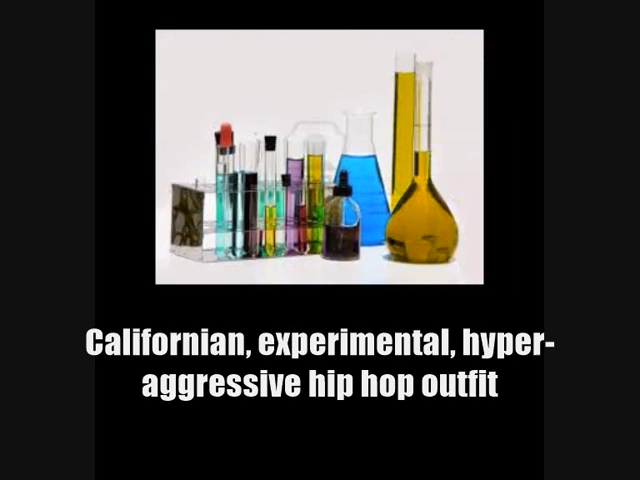 Californian, experimental, hyper-
aggressive hip hop outfit